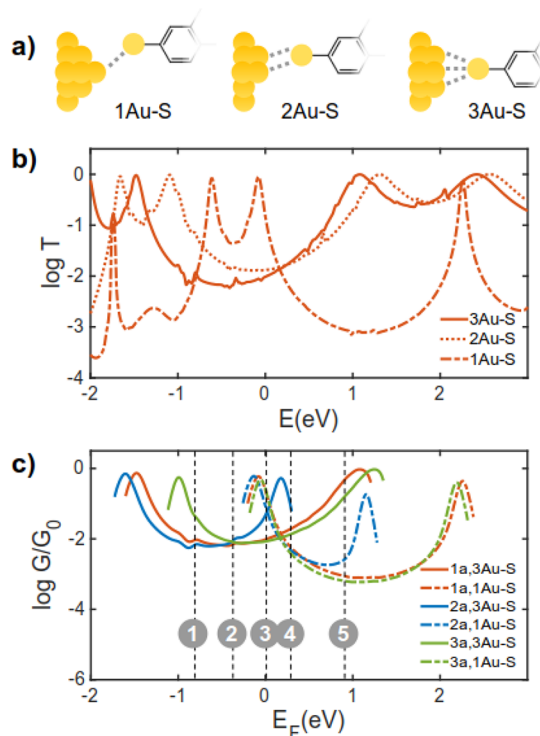 a)
1Au-S
2Au-S
3Au-S
b)
0
-1
-2
-3
-4
log T
3Au-S
2Au-S
1Au-S
-2
-1
0
1
2
E(eV)
c)
0
-2
-4
-6
log G/G0
1a,3Au-S
1a,1Au-S
2a,3Au-S
2a,1Au-S
3a,3Au-S
3a,1Au-S
1
2
3
4
5
-2
-1
0
1
2
EF(eV)